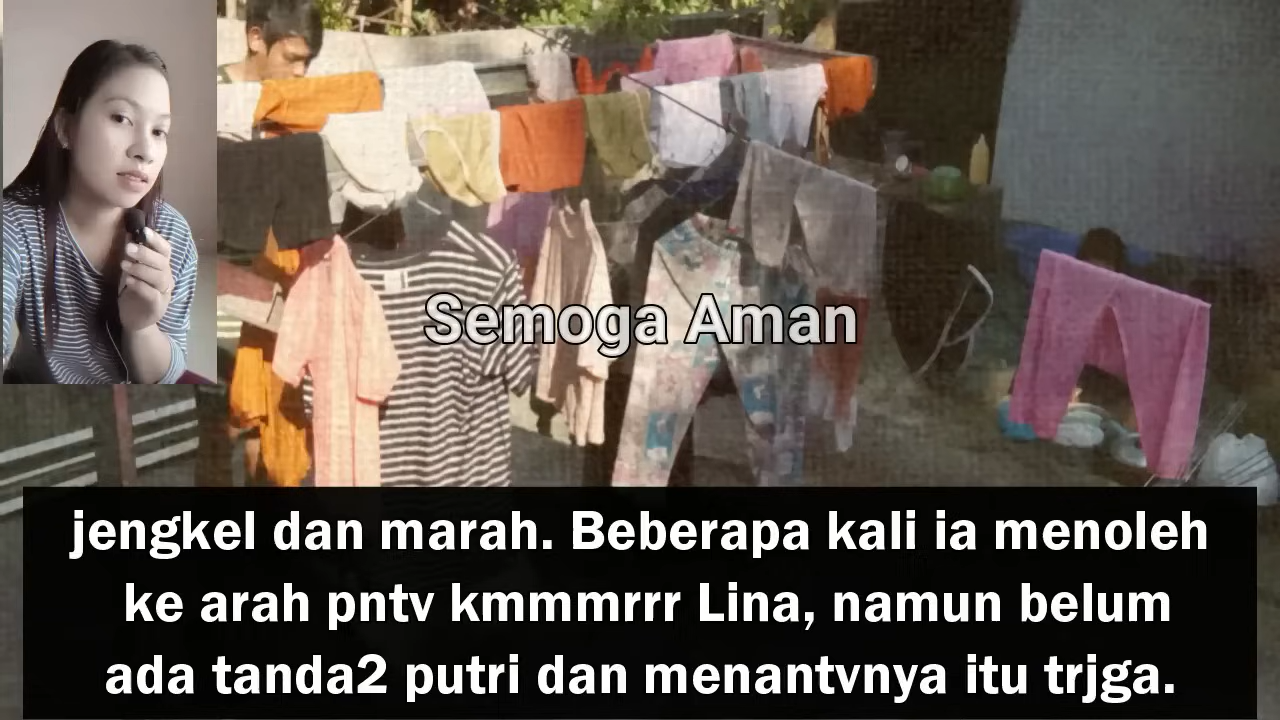 Semoga Aman
jengkel dan marah. Beberapa kali ia menoleh
ke arah pntv kmmmrrr Lina, namun belum
ada tanda2 putri dan menantvnya itu trjga.